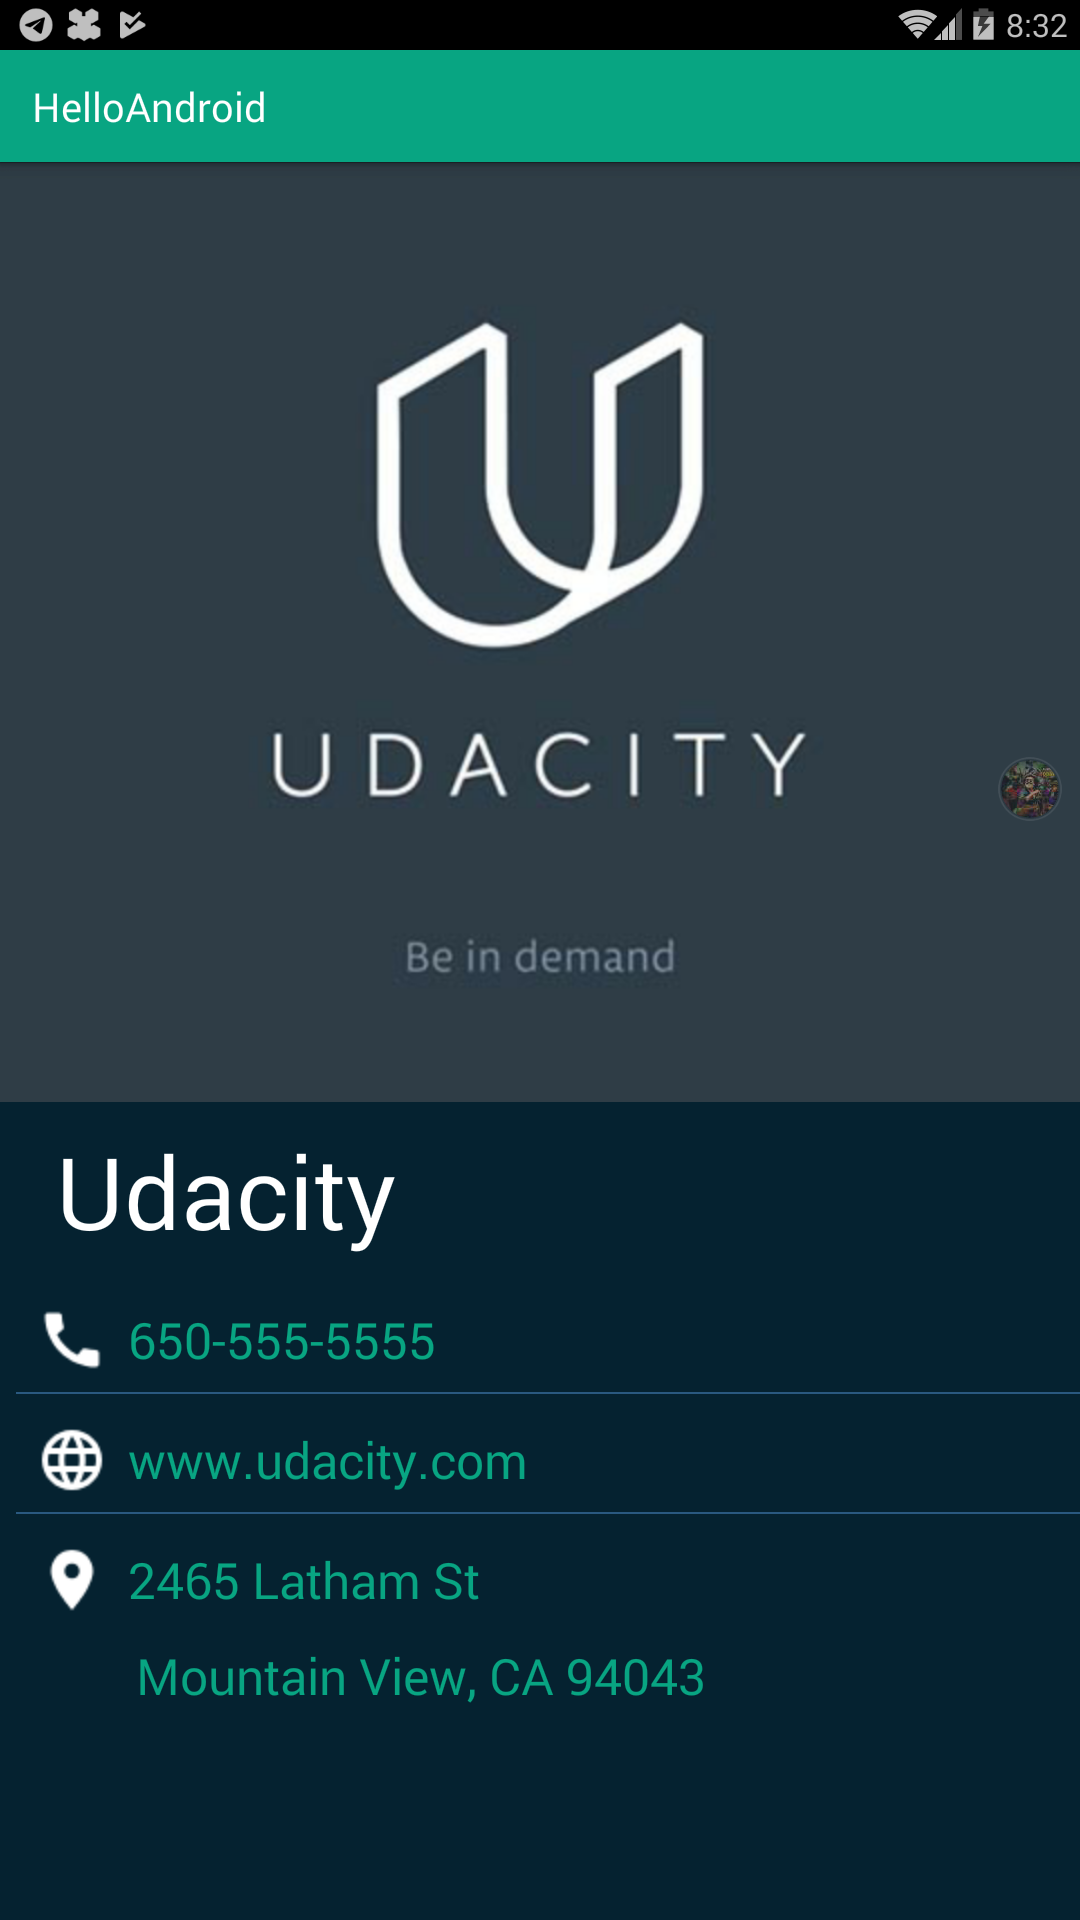 8:32
HelloAndroid
UDACITY
Be in demand
Udacity
650-555-5555
www.udacity.com
2465 Latham St
Mountain View, CA 94043